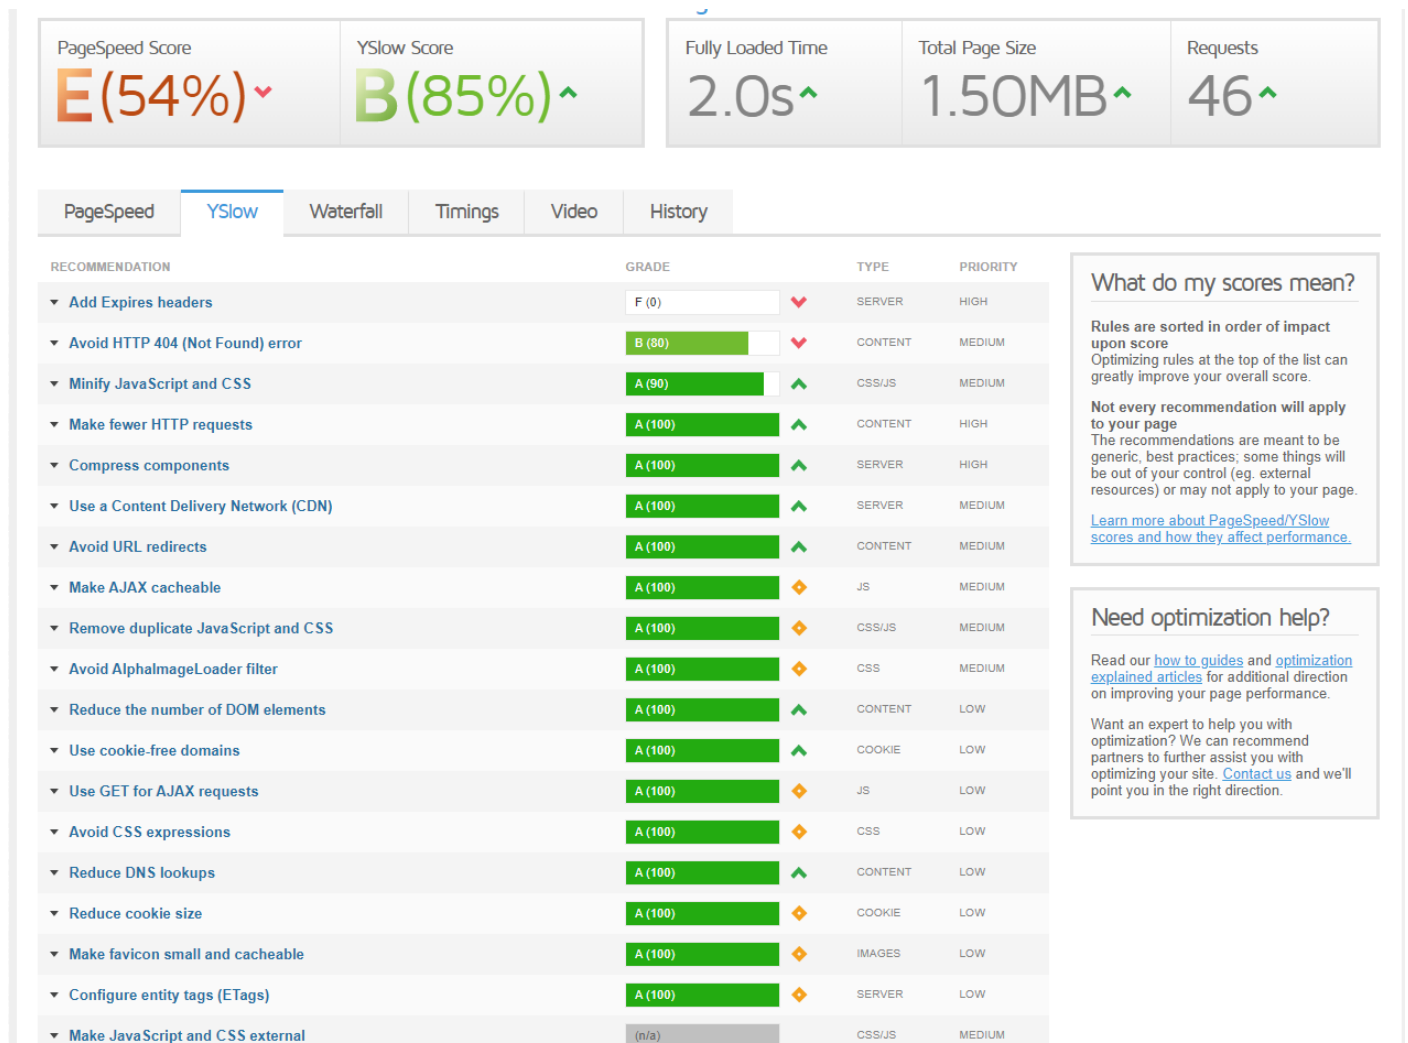 PageSpeed Score
YSlow Score
Fully Loaded Time
Total Page Size
Requests
E(54%)
B(85%)
2.0s
1.50MB
46
PageSpeed
YSlow
Waterfall
Timings
Video
History
RECOMMENDATION GRADE TYPE PRIORITY
Add Expires headers F (0) SERVER HIGH
Avoid HTTP 404 (Not Found) error B (80) CONTENT MEDIUM
Minify JavaScript and CSS A (90) CSS/JS MEDIUM
Make fewer HTTP requests A (100) CONTENT HIGH
Compress components A (100) SERVER HIGH
Use a Content Delivery Network (CDN) A (100) SERVER MEDIUM
Avoid URL redirects A (100) CONTENT MEDIUM
Make AJAX cacheable A (100) JS MEDIUM
Remove duplicate JavaScript and CSS A (100) CSS/JS MEDIUM
Avoid AlphaImageLoader filter A (100) CSS MEDIUM
Reduce the number of DOM elements A (100) CONTENT LOW
Use cookie-free domains A (100) COOKIE LOW
Use GET for AJAX requests A (100) JS LOW
Avoid CSS expressions A (100) CSS LOW
Reduce DNS lookups A (100) CONTENT LOW
Reduce cookie size A (100) COOKIE LOW
Make favicon small and cacheable A (100) IMAGES LOW
Configure entity tags (ETags) A (100) SERVER LOW
Make JavaScript and CSS external (n/a) CSS/JS MEDIUM
What do my scores mean?
Rules are sorted in order of impact
upon score
Optimizing rules at the top of the list can
greatly improve your overall score.
Not every recommendation will apply
to your page
The recommendations are meant to be
generic, best practices; some things will
be out of your control (eg. external
resources) or may not apply to your page.
Learn more about PageSpeed/YSlow
scores and how they affect performance.
Need optimization help?
Read our how to guides and optimization
explained articles for additional direction
on improving your page performance.
Want an expert to help you with
optimization? We can recommend
partners to further assist you with
optimizing your site. Contact us and we'll
point you in the right direction.